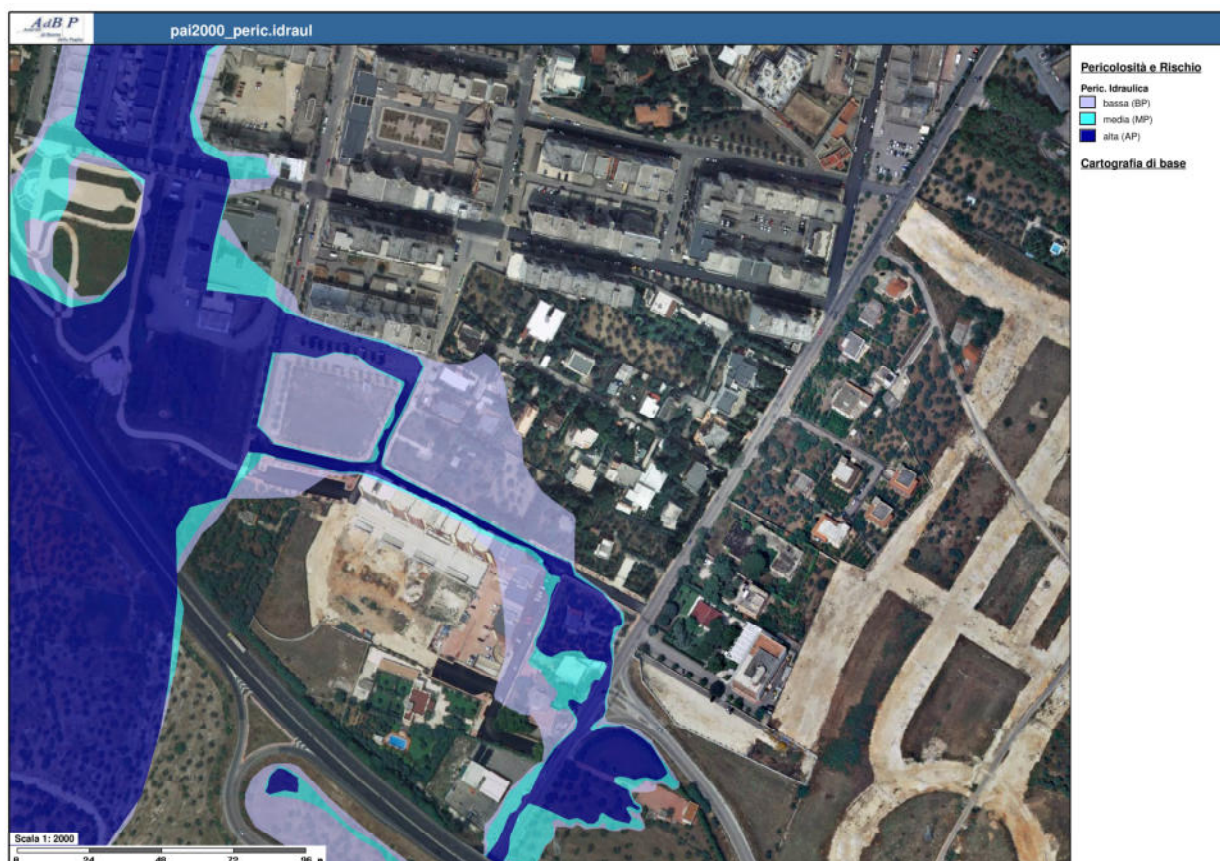 AdB P
pai2000_peric.idraul
Pericolosità e Rischio
Peric. Idraulica
bassa (BP)
media (MP)
alta (AP)
Cartografia di base
Scala 1: 2000
0 24 48 72 96